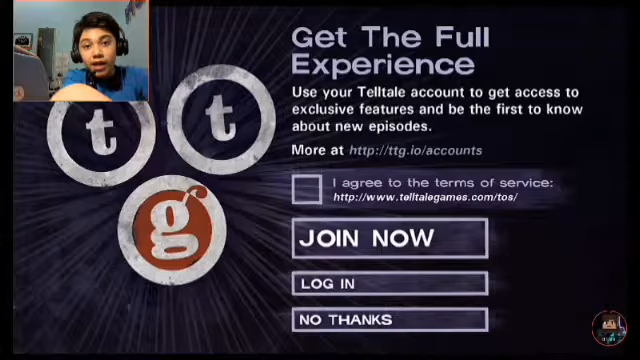 Get The Full
Experience
Use your Telltale account to get access to
exclusive features and be the first to know
about new episodes.
More at http://ttg.io/accounts
I agree to the terms of service:
http://www.telltalegames.com/tos/
JOIN NOW
LOG IN
NO THANKS
t t
g